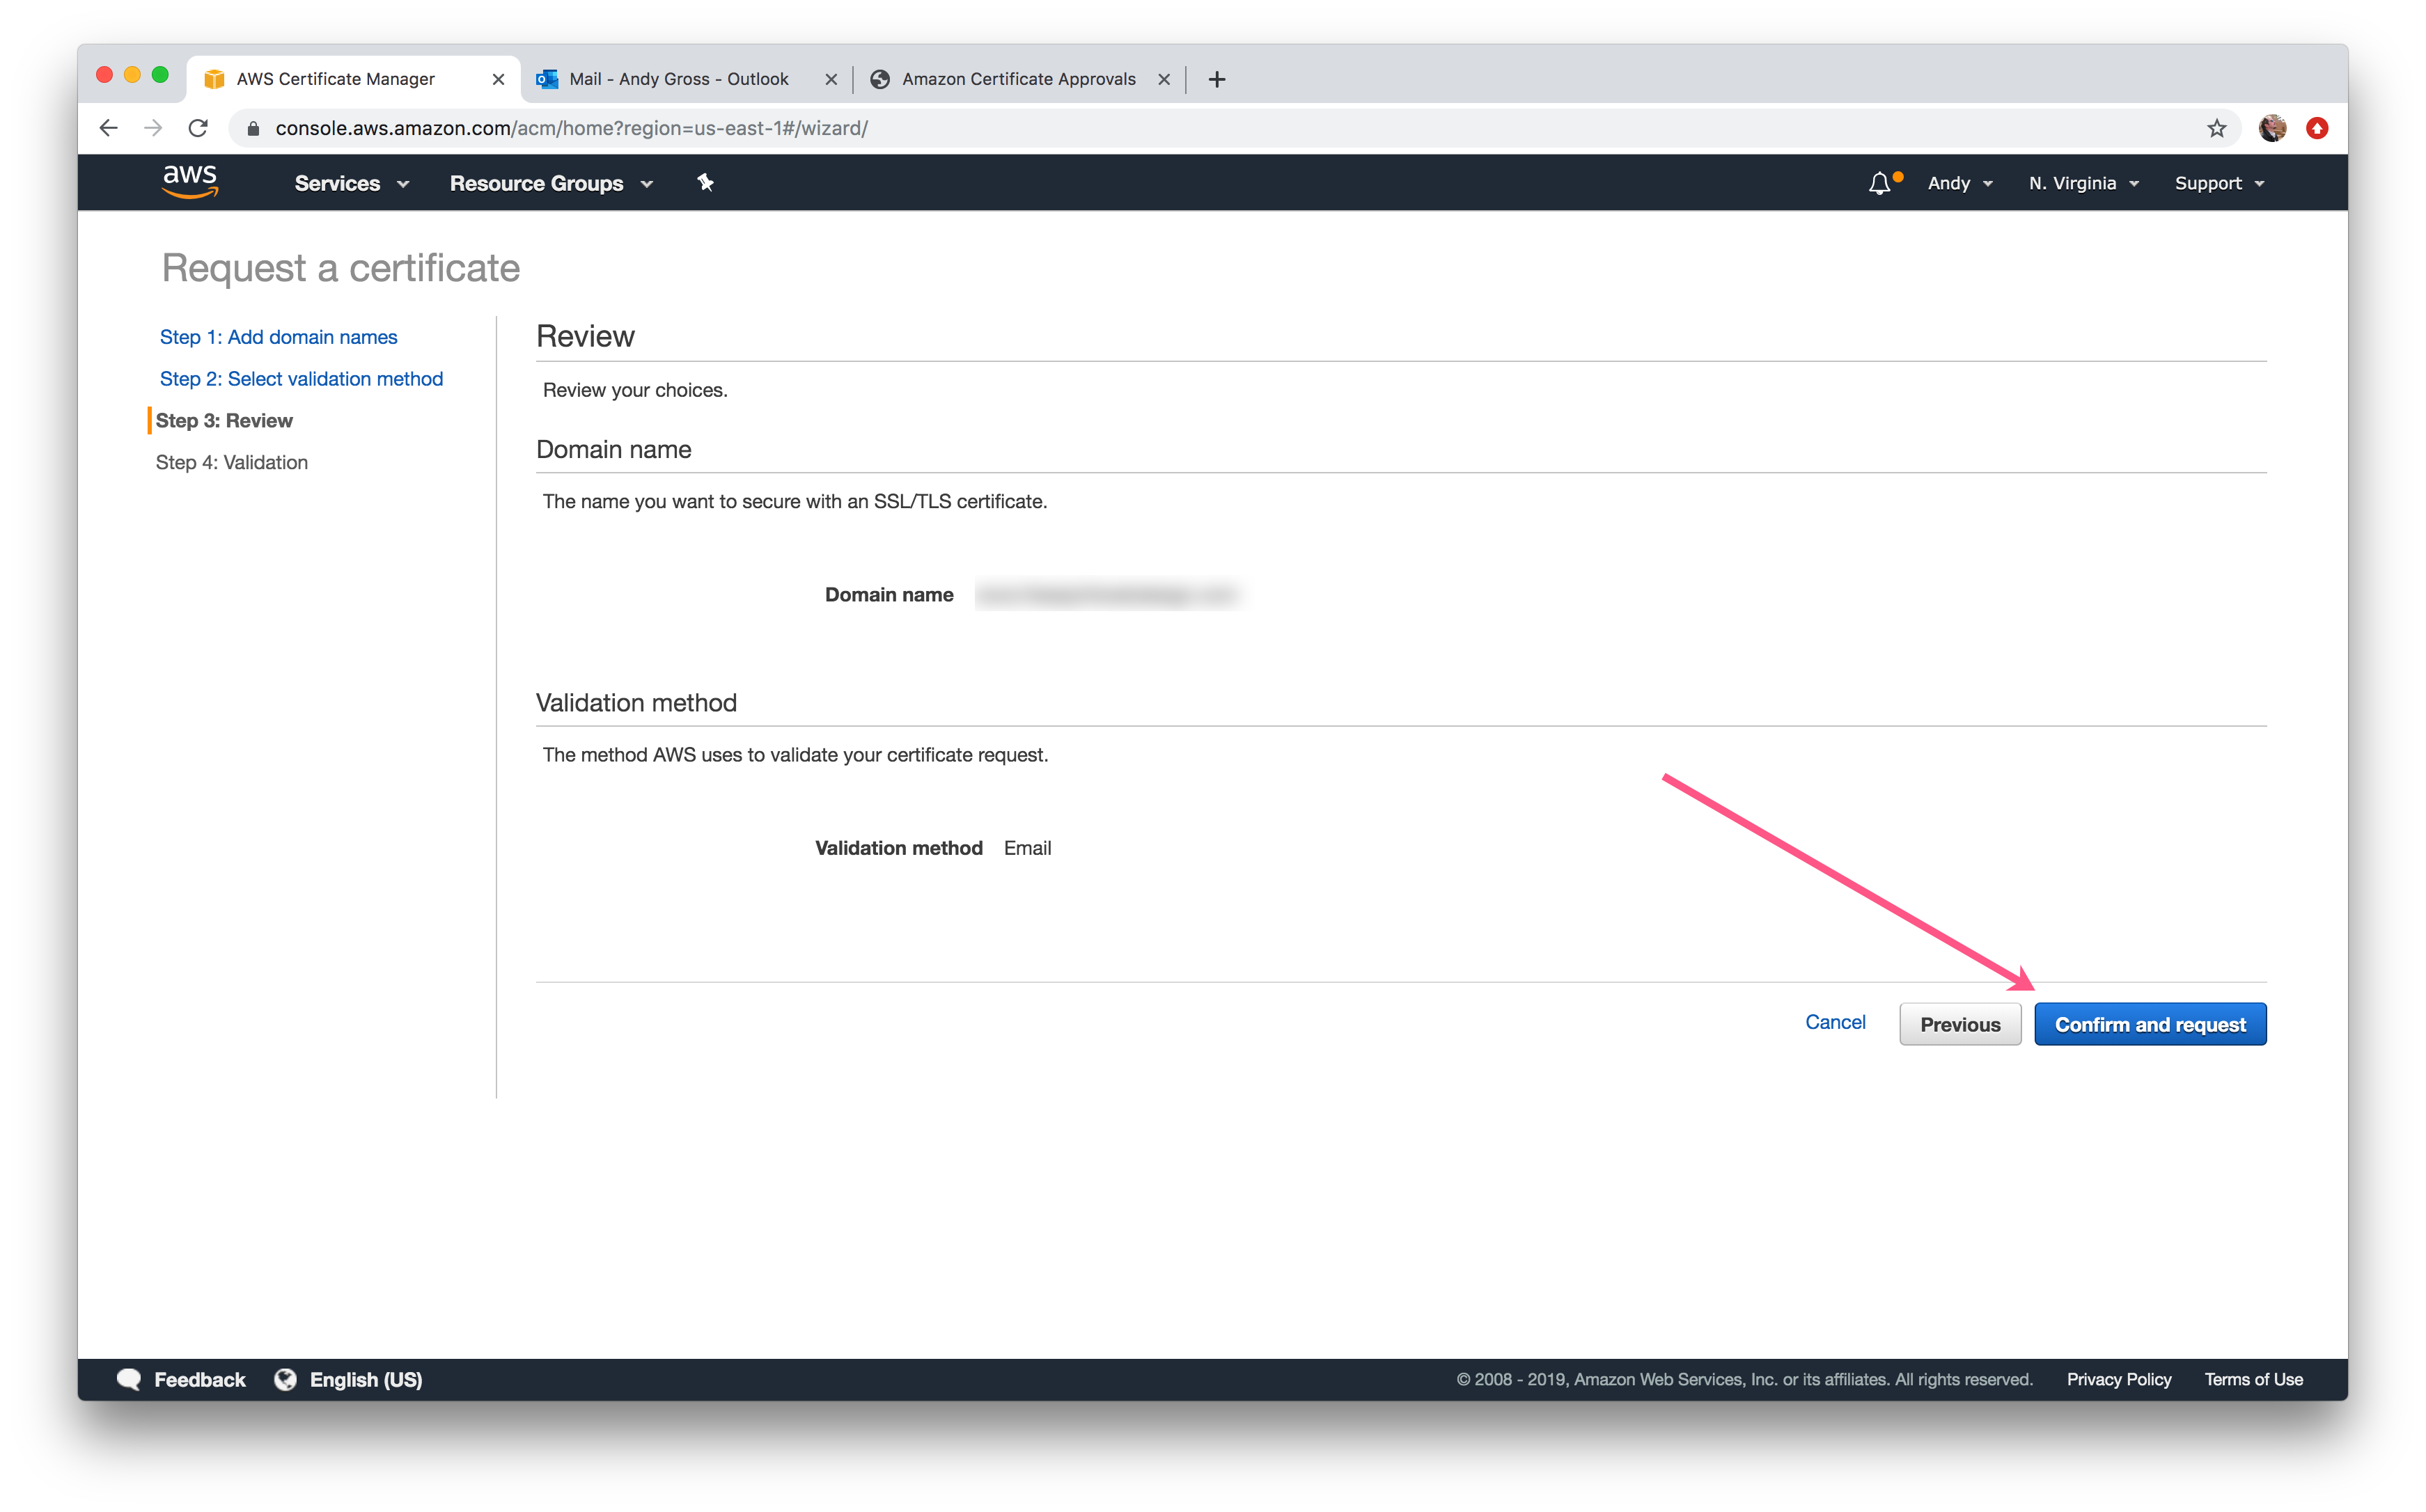 AWS Certificate Manager
Mail - Andy Gross - Outlook
Amazon Certificate Approvals
console.aws.amazon.com/acm/home?region=us-east-1#/wizard/
aws
Services
Resource Groups
Andy
N. Virginia
Support
Request a certificate
Step 1: Add domain names
Step 2: Select validation method
Step 3: Review
Step 4: Validation
Review
Review your choices.
Domain name
The name you want to secure with an SSL/TLS certificate.
Domain name
Validation method
The method AWS uses to validate your certificate request.
Validation method Email
Cancel
Previous
Confirm and request
Feedback
English (US)
© 2008 - 2019, Amazon Web Services, Inc. or its affiliates. All rights reserved.
Privacy Policy
Terms of Use